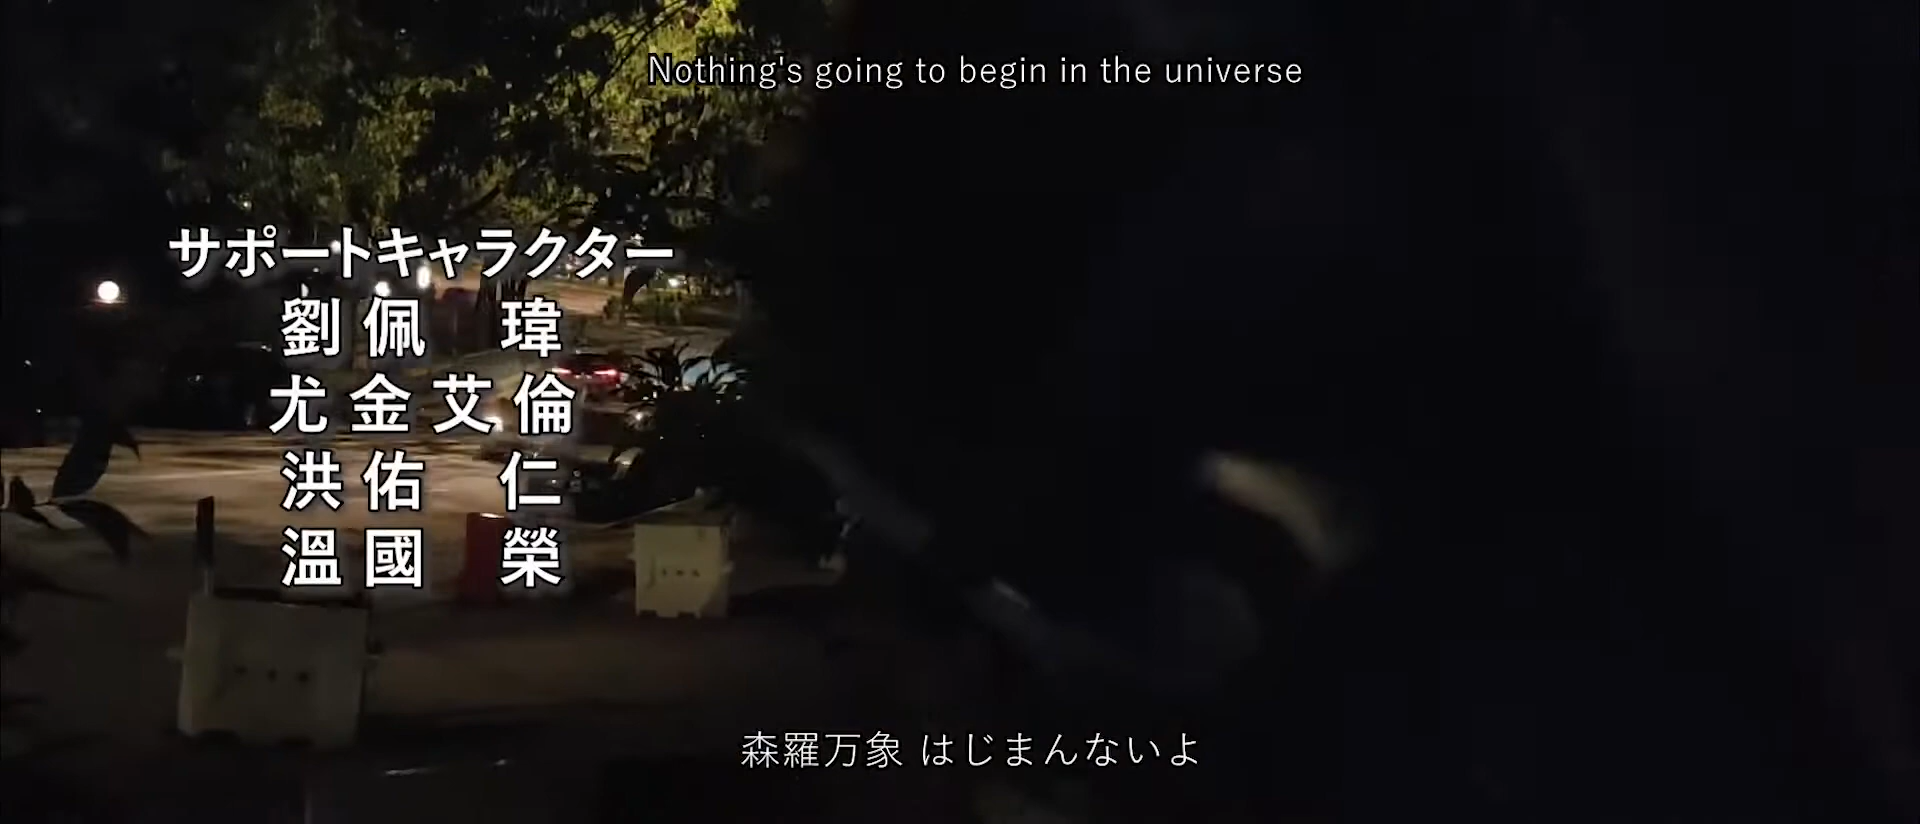 Nothing's going to begin in the universe
サポートキャラクター
劉佩 瑋
尤金艾倫
洪佑 仁
溫國 榮
森羅万象 はじまんないよ